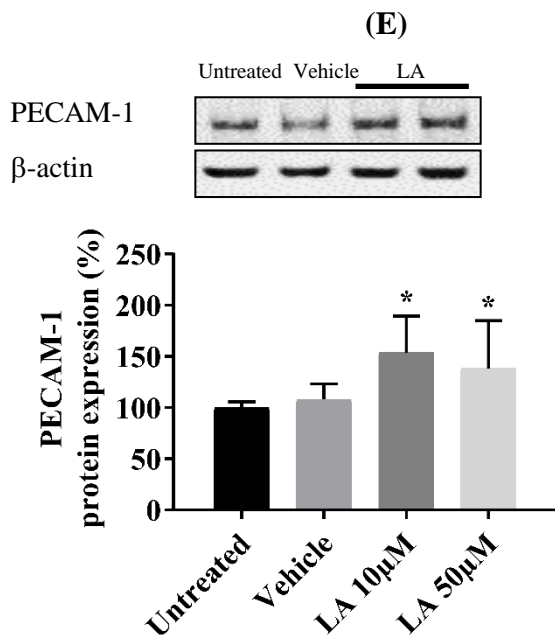 (E)
Untreated Vehicle LA
PECAM-1
β-actin
PECAM-1
protein expression (%)
250
200
150
100
50
0
* *
Untreated
Vehicle
LA 10µM
LA 50µM